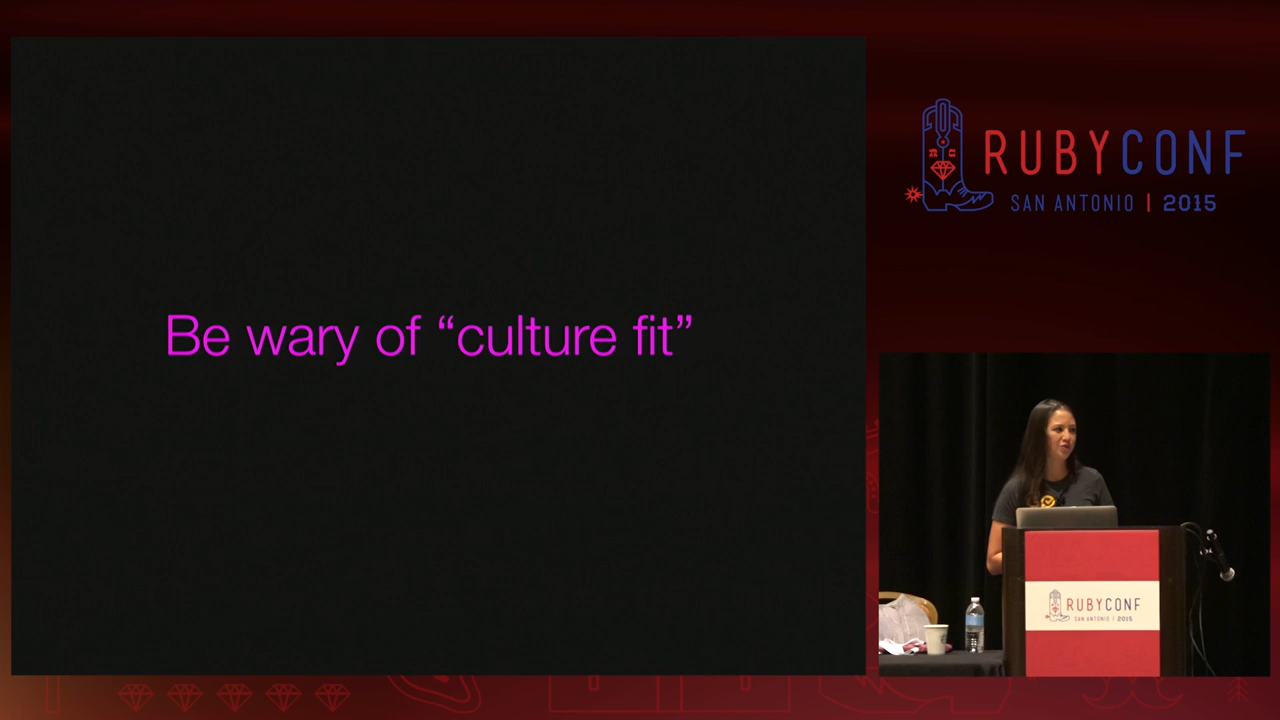 Be wary of “culture fit”
RUBYCONF
SAN ANTONIO | 2015
RUBYCONF
SAN ANTONIO | 2015